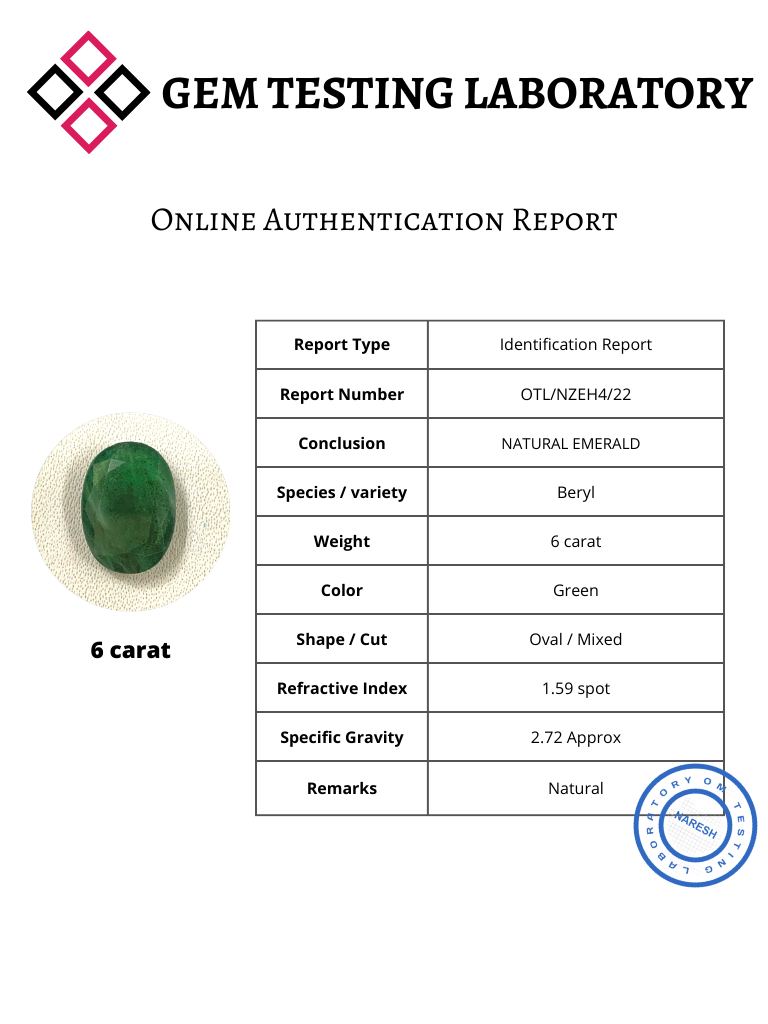 GEM TESTING LABORATORY
Online Authentication Report
Report Type Identification Report
Report Number OTL/NZEH4/22
Conclusion NATURAL EMERALD
Species / variety Beryl
Weight 6 carat
Color Green
Shape / Cut Oval / Mixed
Refractive Index 1.59 spot
Specific Gravity 2.72 Approx
Remarks Natural
6 carat
OM TESTING LABORATORY
NARESH